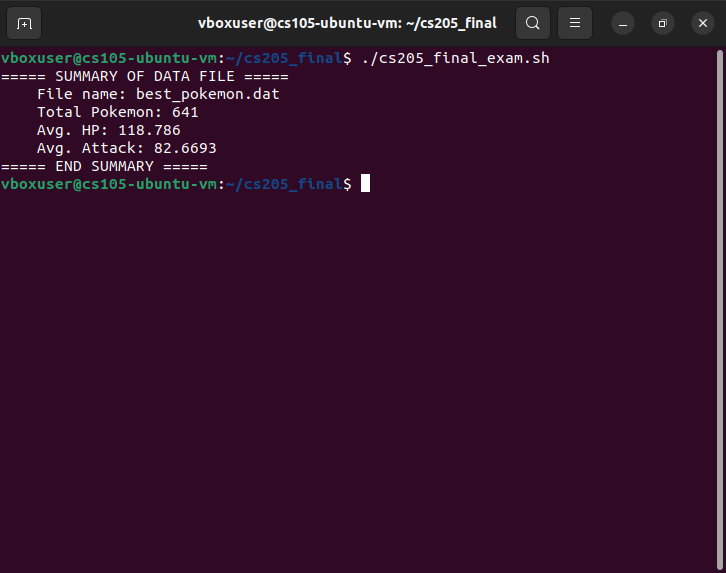 vboxuser@cs105-ubuntu-vm: ~/cs205_final
vboxuser@cs105-ubuntu-vm:~/cs205_final$ ./cs205_final_exam.sh
===== SUMMARY OF DATA FILE =====
    File name: best_pokemon.dat
    Total Pokemon: 641
    Avg. HP: 118.786
    Avg. Attack: 82.6693
===== END SUMMARY =====
vboxuser@cs105-ubuntu-vm:~/cs205_final$